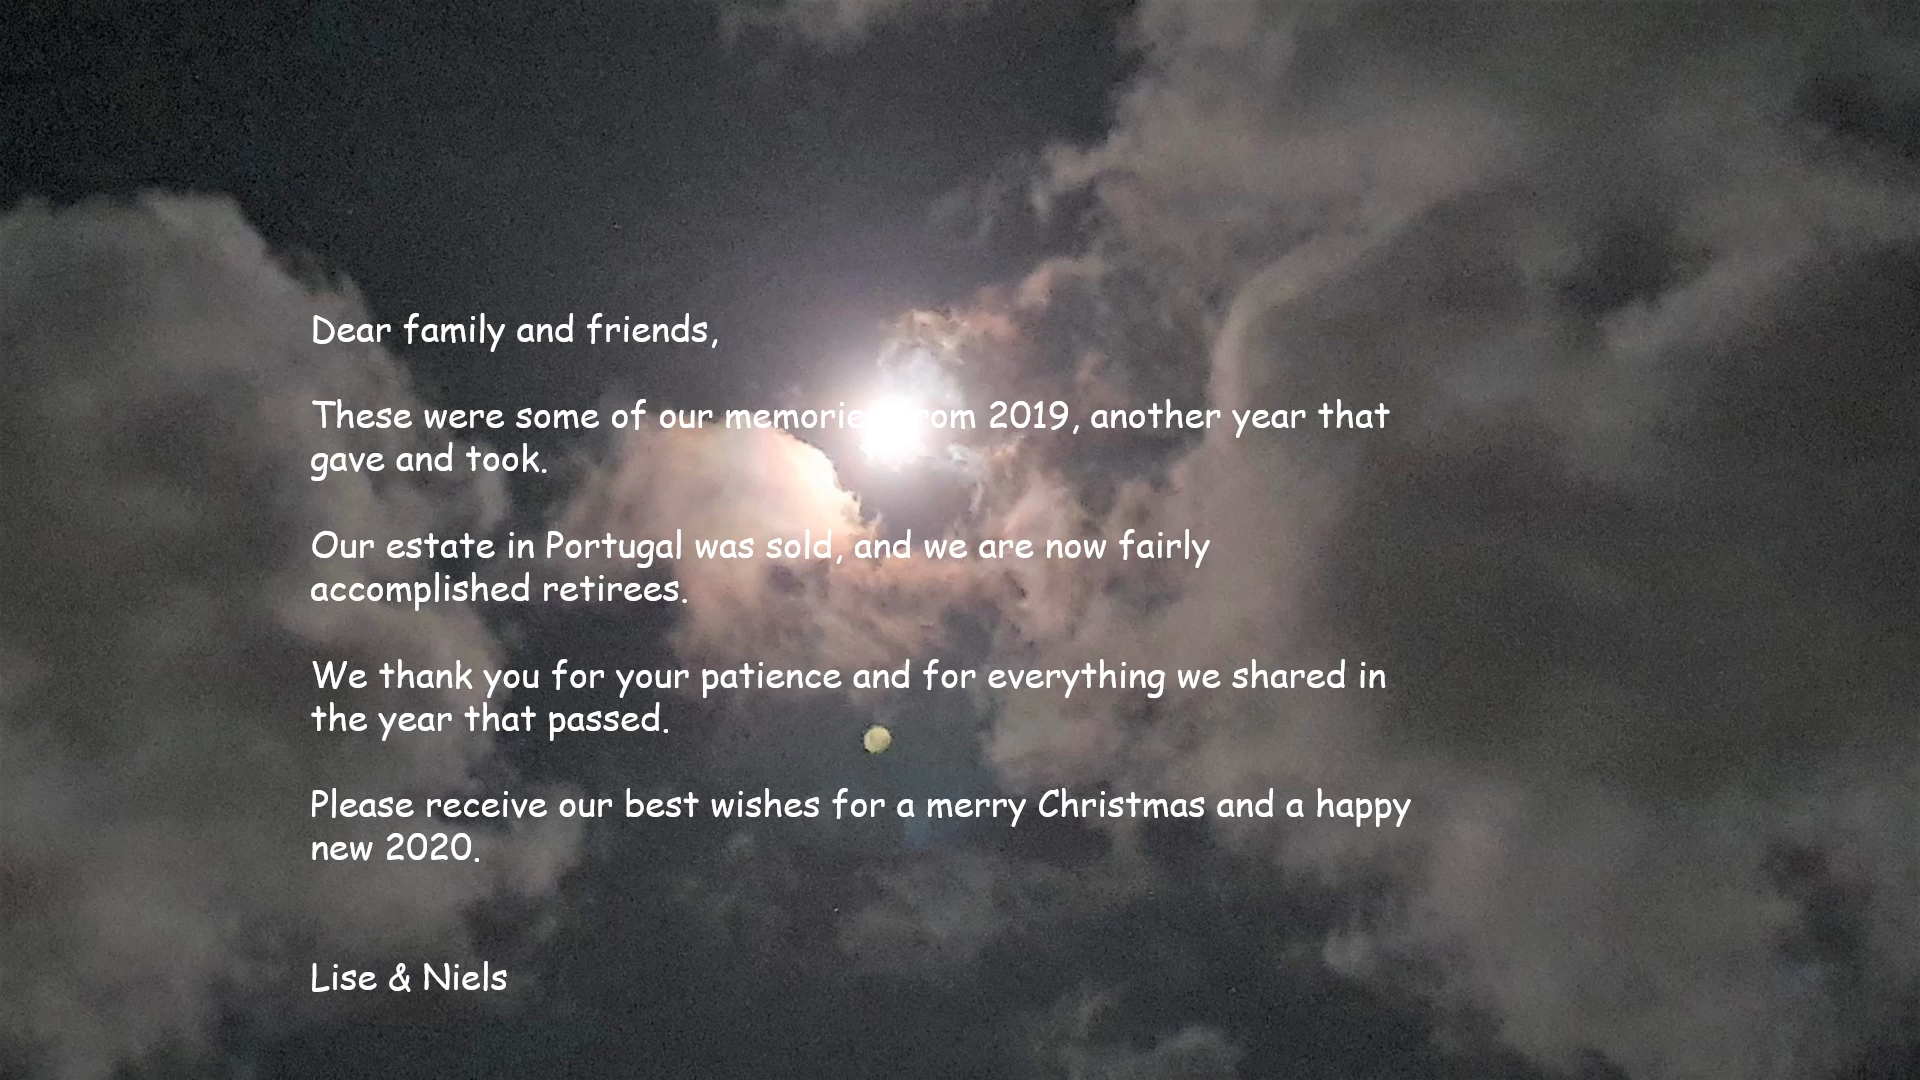 Dear family and friends,
These were some of our memories from 2019, another year that
gave and took.
Our estate in Portugal was sold, and we are now fairly
accomplished retirees.
We thank you for your patience and for everything we shared in
the year that passed.
Please receive our best wishes for a merry Christmas and a happy
new 2020.
Lise & Niels